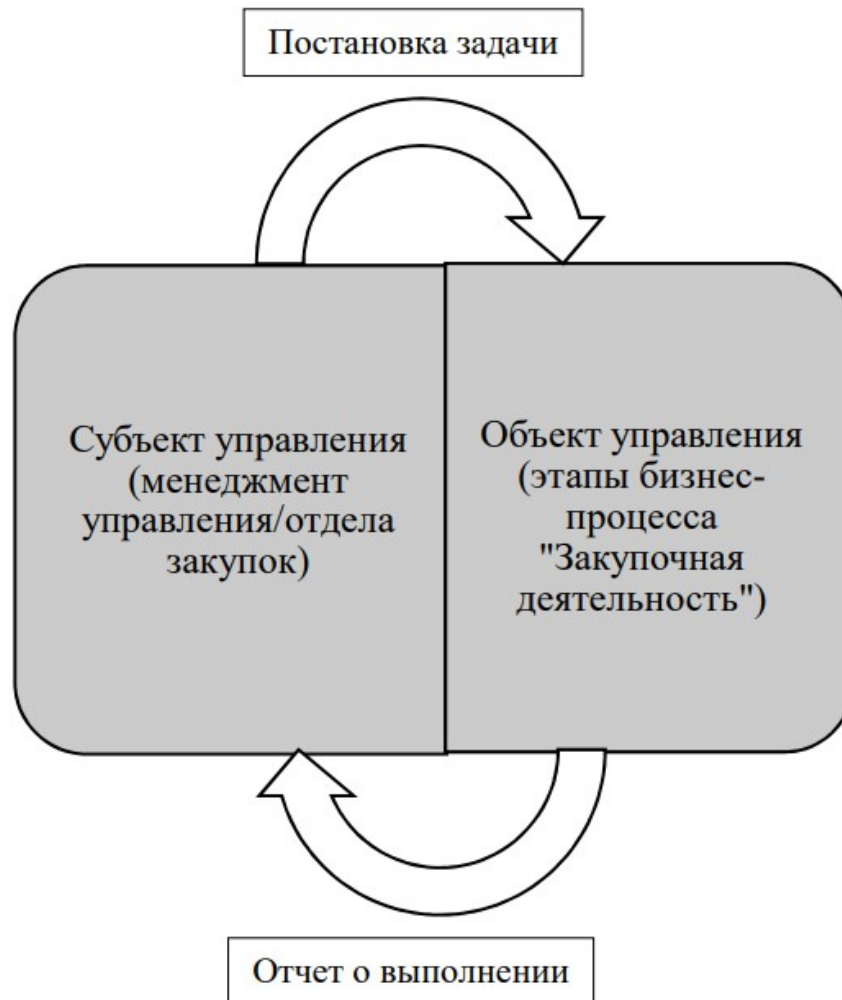 Постановка задачи
Субъект управления
(менеджмент
управления/отдела
закупок)
Объект управления
(этапы бизнес-
процесса
"Закупочная
деятельность")
Отчет о выполнении